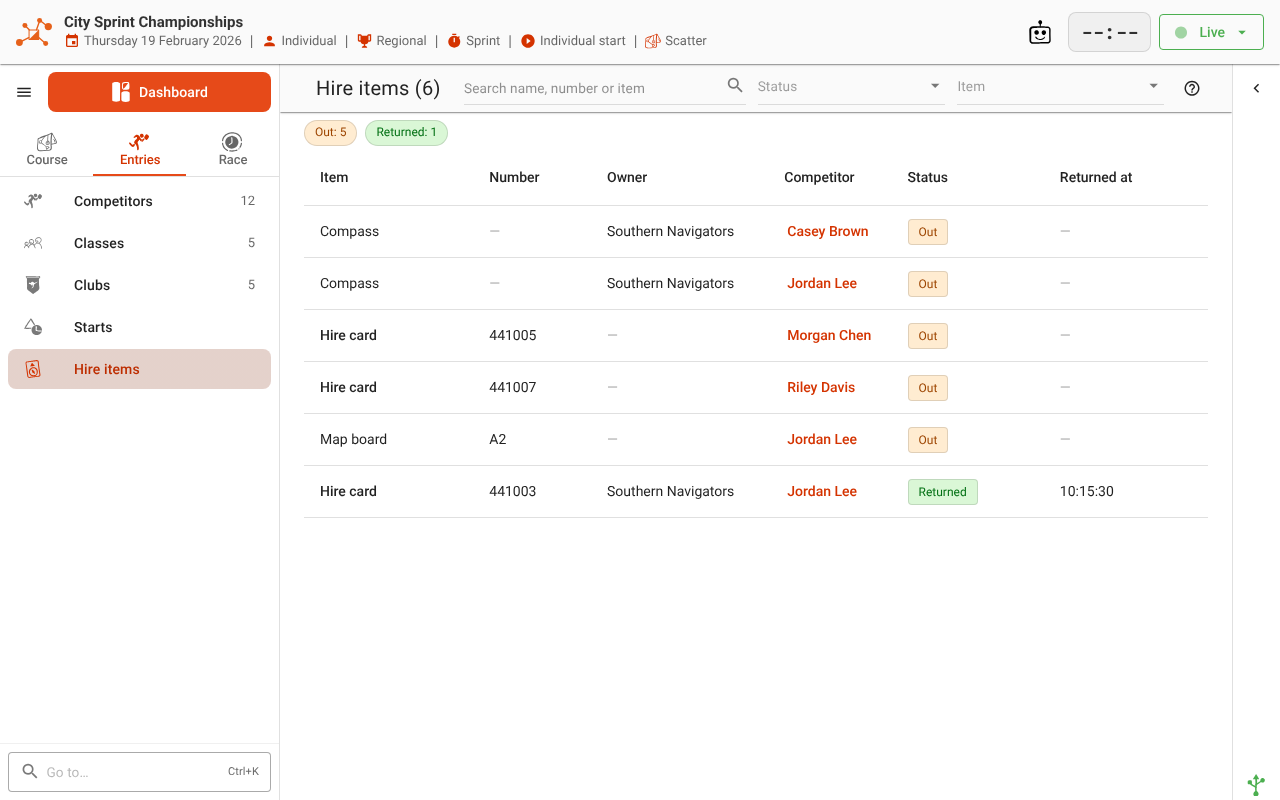 City Sprint Championships
Thursday 19 February 2026 | Individual | Regional | Sprint | Individual start | Scatter
--:--
Live
Dashboard
Hire items (6)
Search name, number or item
Status
Item
Course
Entries
Race
Out: 5
Returned: 1
Competitors 12
Classes 5
Clubs 5
Starts
Hire items
Item Number Owner Competitor Status Returned at
Compass — Southern Navigators Casey Brown Out —
Compass — Southern Navigators Jordan Lee Out —
Hire card 441005 — Morgan Chen Out —
Hire card 441007 — Riley Davis Out —
Map board A2 — Jordan Lee Out —
Hire card 441003 Southern Navigators Jordan Lee Returned 10:15:30
Go to... Ctrl+K